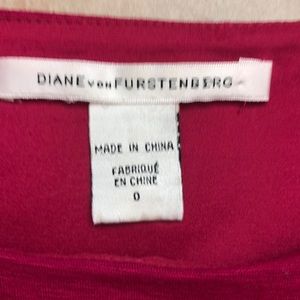 DIANE von FURSTENBERG
MADE IN CHINA
FABRIQUÉ
EN CHINE
0